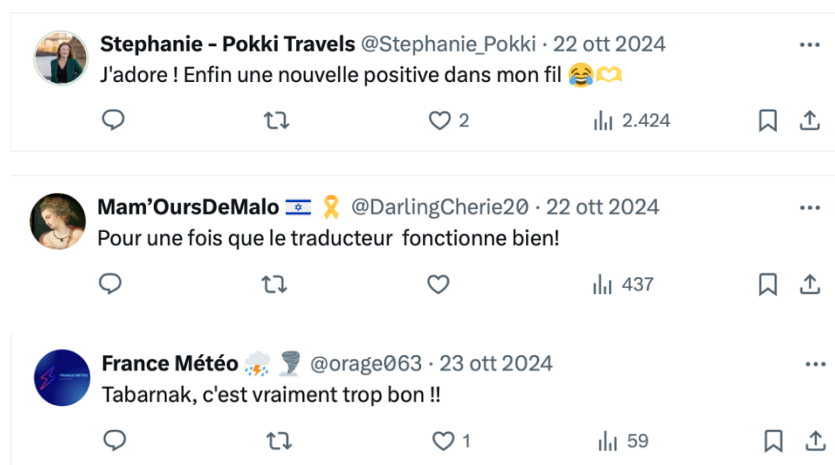 Stephanie - Pokki Travels @Stephanie_Pokki · 22 ott 2024
J'adore ! Enfin une nouvelle positive dans mon fil 😂🫶
2 2.424
Mam’OursDeMalo 🇮🇱 🎗️ @DarlingCherie20 · 22 ott 2024
Pour une fois que le traducteur fonctionne bien!
437
France Météo ⛈️ 🌪️ @orage063 · 23 ott 2024
Tabarnak, c'est vraiment trop bon !!
1 59